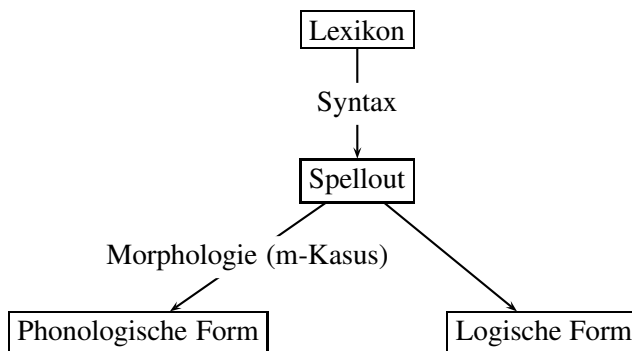 Lexikon
Syntax
Spellout
Morphologie (m-Kasus)
Phonologische Form
Logische Form